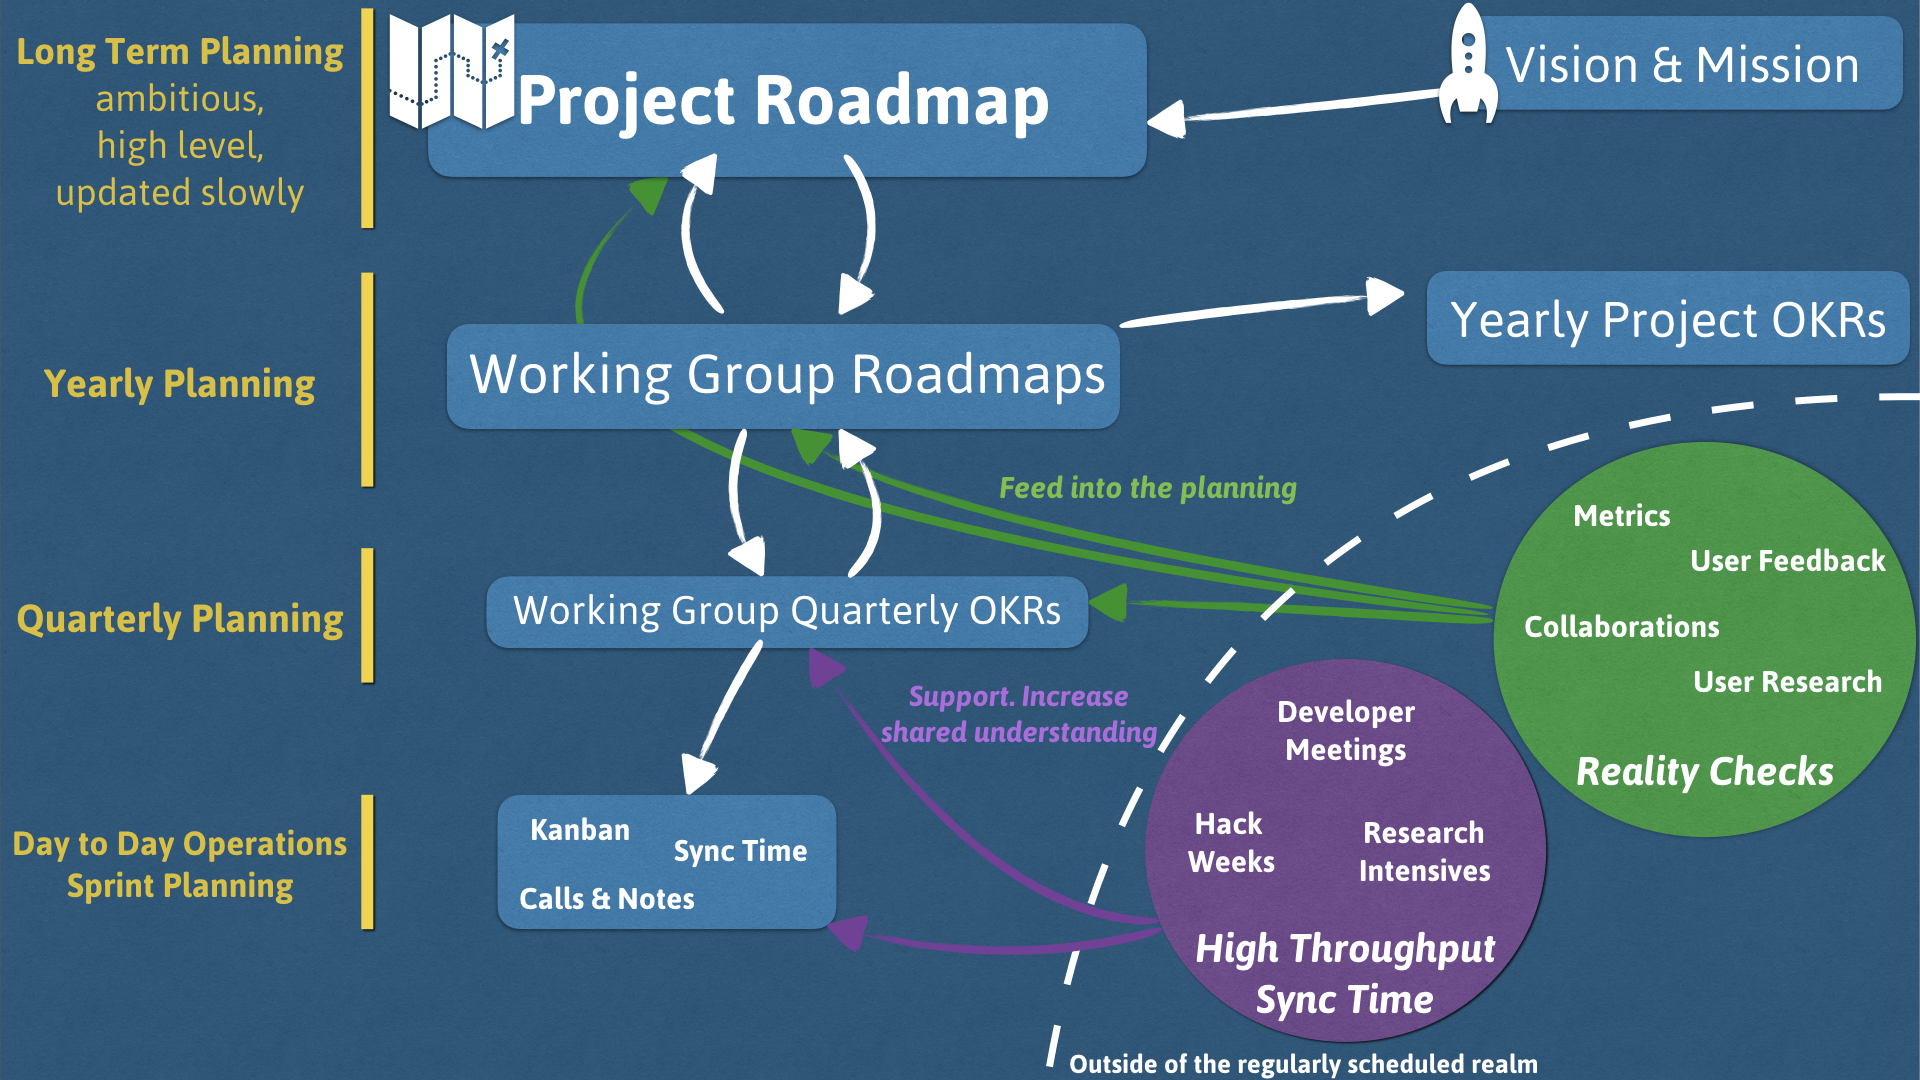 Long Term Planning
ambitious,
high level,
updated slowly
Project Roadmap
Vision & Mission
Yearly Planning
Working Group Roadmaps
Yearly Project OKRs
Feed into the planning
Quarterly Planning
Working Group Quarterly OKRs
Metrics
User Feedback
Collaborations
User Research
Reality Checks
Support. Increase
shared understanding
Day to Day Operations
Sprint Planning
Kanban
Sync Time
Calls & Notes
Developer
Meetings
Hack
Weeks
Research
Intensives
High Throughput
Sync Time
Outside of the regularly scheduled realm